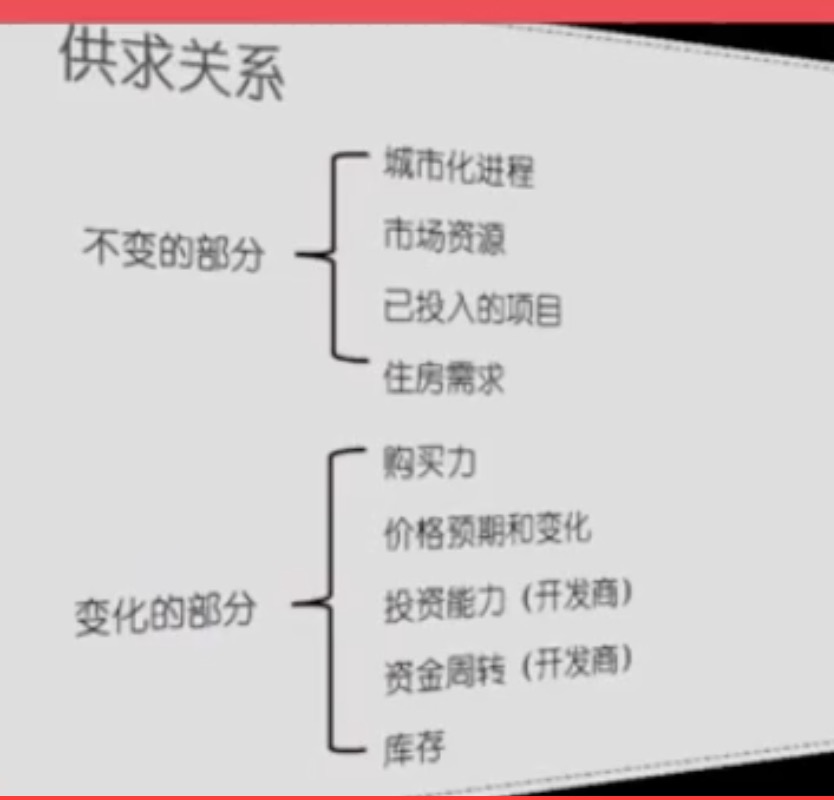 供求关系
不变的部分
城市化进程
市场资源
已投入的项目
住房需求
变化的部分
购买力
价格预期和变化
投资能力（开发商）
资金周转（开发商）
库存